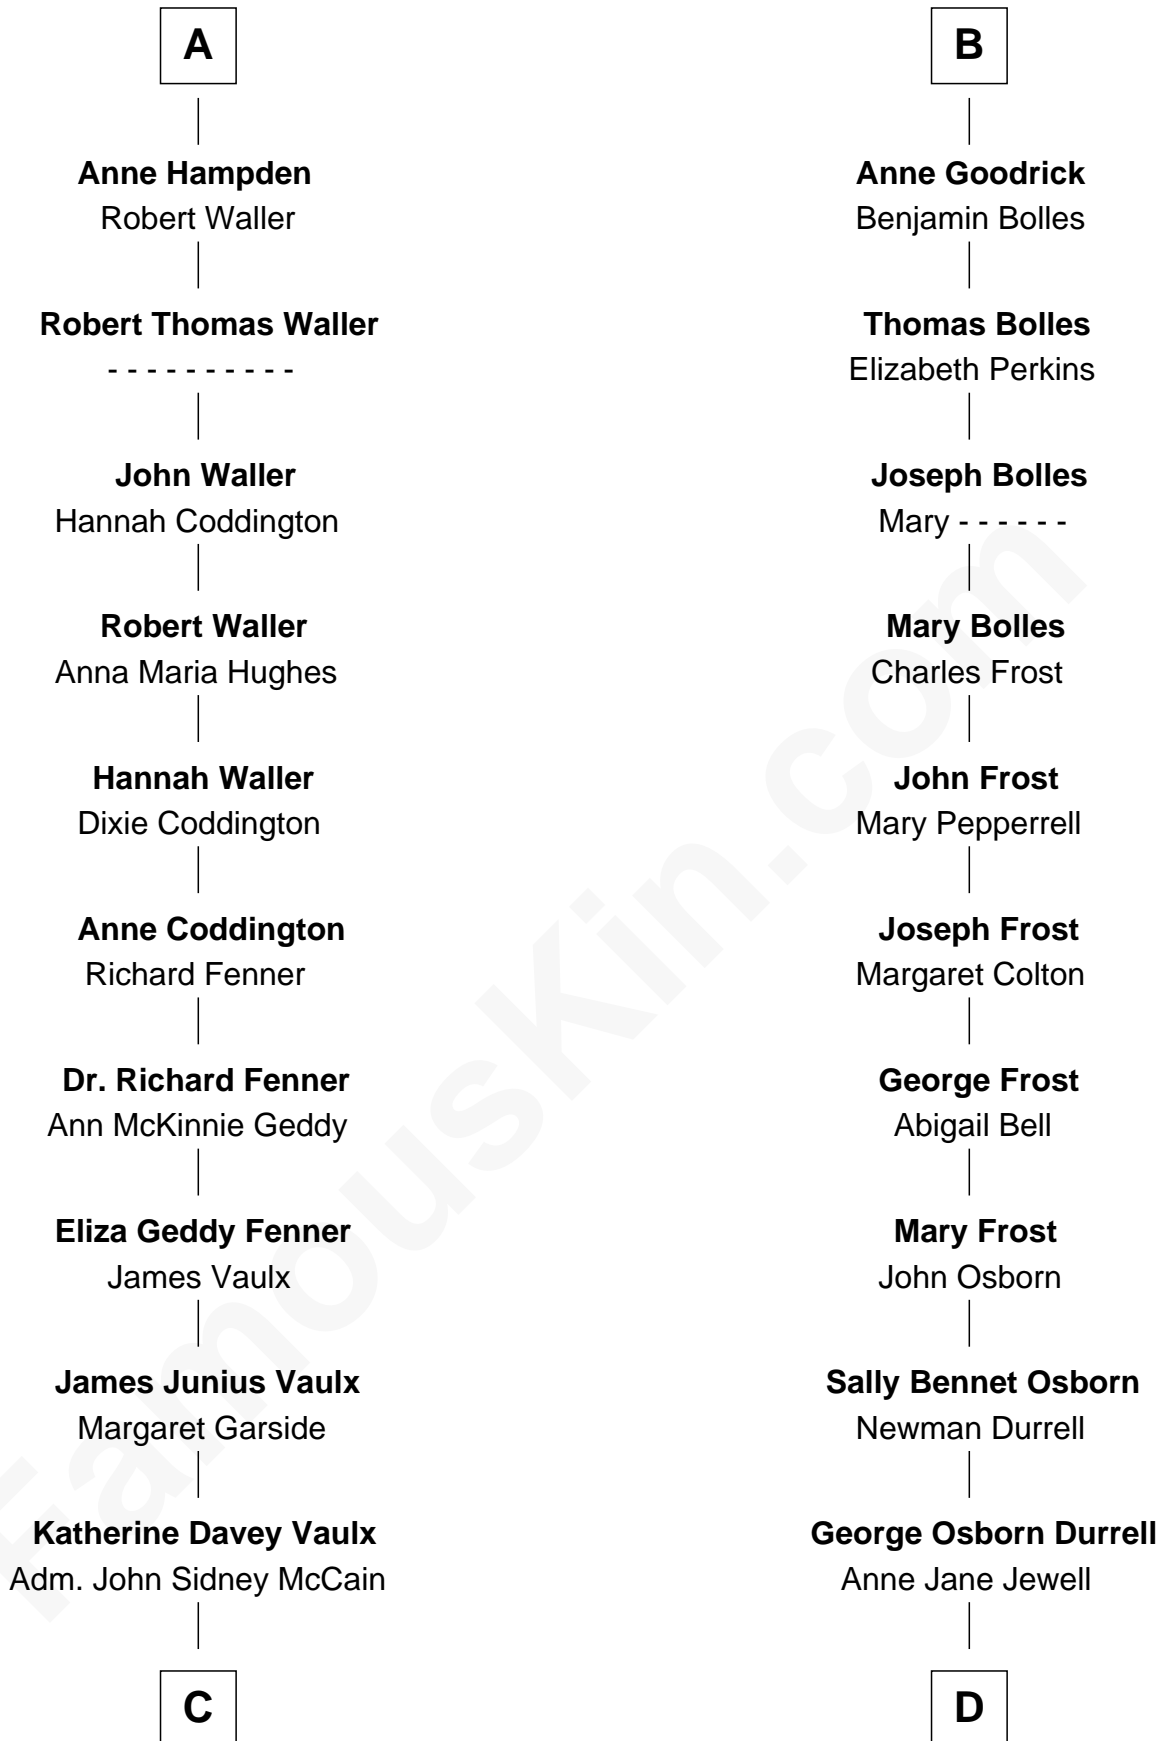 A
Anne Hampden
Robert Waller
Robert Thomas Waller
- - - - - - - - - -
John Waller
Hannah Coddington
Robert Waller
Anna Maria Hughes
Hannah Waller
Dixie Coddington
Anne Coddington
Richard Fenner
Dr. Richard Fenner
Ann McKinnie Geddy
Eliza Geddy Fenner
James Vaulx
James Junius Vaulx
Margaret Garside
Katherine Davey Vaulx
Adm. John Sidney McCain
C
B
Anne Goodrick
Benjamin Bolles
Thomas Bolles
Elizabeth Perkins
Joseph Bolles
Mary - - - - - -
Mary Bolles
Charles Frost
John Frost
Mary Pepperrell
Joseph Frost
Margaret Colton
George Frost
Abigail Bell
Mary Frost
John Osborn
Sally Bennet Osborn
Newman Durrell
George Osborn Durrell
Anne Jane Jewell
D
FamousKin.com